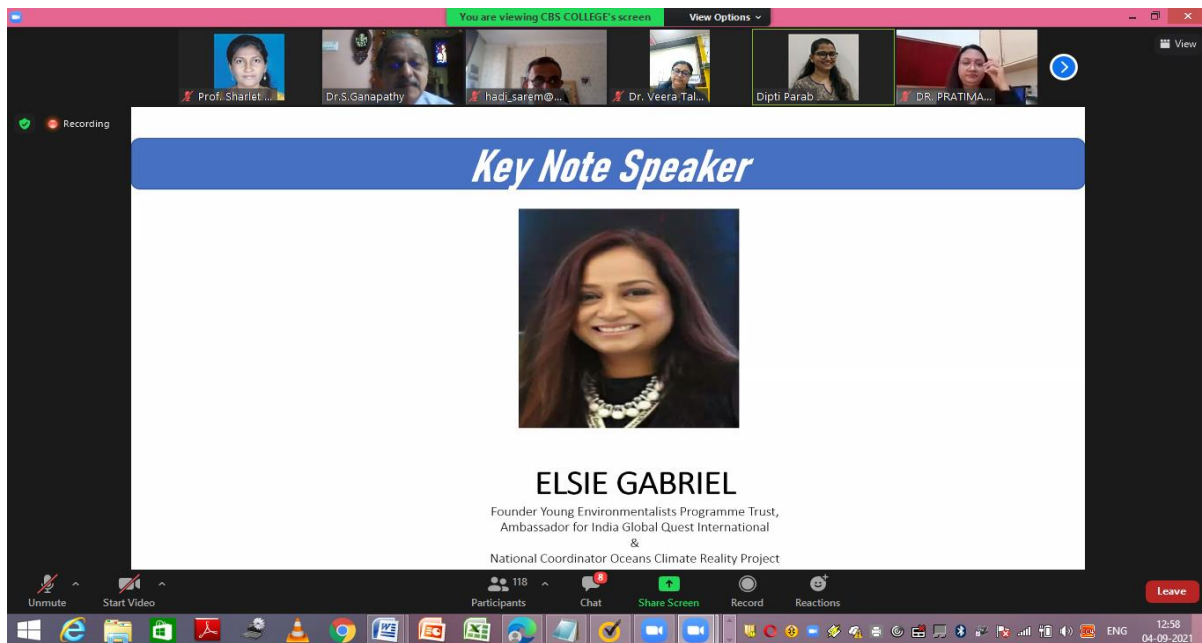 You are viewing CBS COLLEGE's screen
View Options
View
Prof. Sharlet ...
Dr.S.Ganapathy
hadi_sarem@...
Dr. Veera Tal...
Dipti Parab
DR. PRATIMA...
Recording
Key Note Speaker
ELSIE GABRIEL
Founder Young Environmentalists Programme Trust,
Ambassador for India Global Quest International
&
National Coordinator Oceans Climate Reality Project
Unmute
Start Video
118
Participants
8
Chat
Share Screen
Record
Reactions
Leave
ENG
12:58
04-09-2021